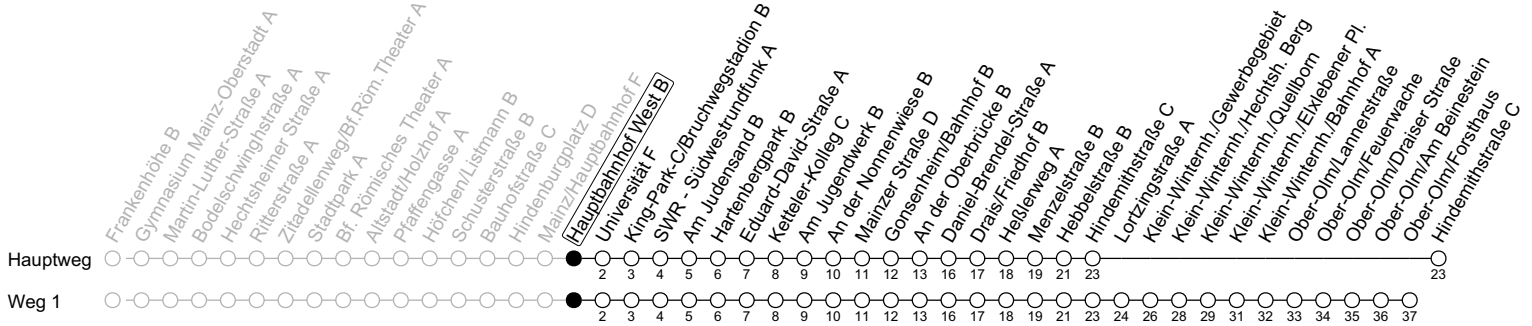 Frankenhöhe B
Gymnasium Mainz-Oberstadt A
Martin-Luther-Straße A
Bodelschwinghstraße A
Hechtsheimer Straße A
Ritterstraße A
Zitadellenweg/Bf.Röm. Theater A
Stadtpark A
Bf. Römisches Theater A
Altstadt/Holzhof A
Pfaffengasse A
Höfchen/Listmann B
Schusterstraße B
Bauhofstraße C
Hindenburgplatz D
Mainz/Hauptbahnhof F
Hauptbahnhof West B
Universität F
King-Park-C/Bruchwegstadion B
SWR - Südwestrundfunk A
Am Judensand B
Hartenbergpark B
Eduard-David-Straße A
Ketteler-Kolleg C
Am Jugendwerk B
An der Nonnenwiese B
Mainzer Straße D
Gonsenheim/Bahnhof B
An der Oberbrücke B
Daniel-Brendel-Straße A
Drais/Friedhof B
Heßlerweg A
Menzelstraße B
Hebbelstraße B
Hindemithstraße C
Lortzingstraße A
Klein-Winternh./Gewerbegebiet
Klein-Winternh./Hechtsh. Berg
Klein-Winternh./Quellborn
Klein-Winternh./Exlebener Pl.
Klein-Winternh./Bahnhof A
Ober-Olm/Lannerstraße
Ober-Olm/Feuerwache
Ober-Olm/Draiser Straße
Ober-Olm/Am Beinestein
Ober-Olm/Forsthaus
Hindemithstraße C
Hauptweg
2 3 4 5 6 7 8 9 10 11 12 13 16 17 18 19 21 23 23
Weg 1
2 3 4 5 6 7 8 9 10 11 12 13 16 17 18 19 21 23 24 26 28 29 31 32 33 34 35 36 37